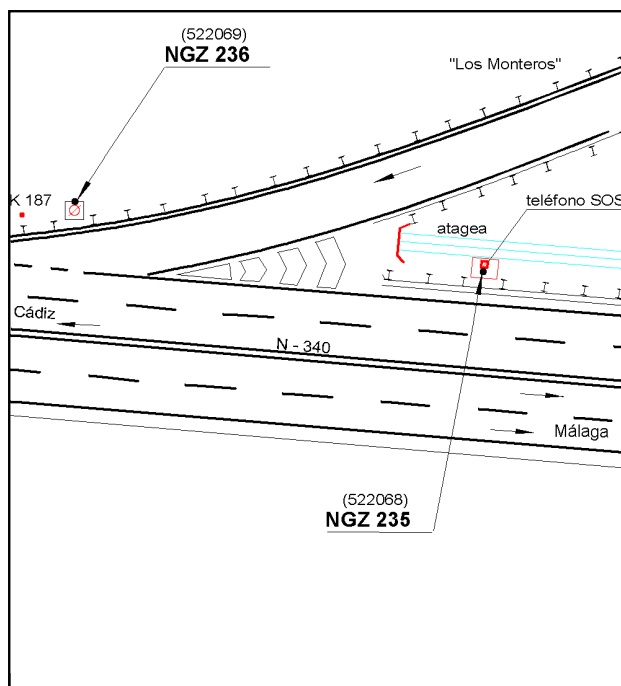 (522069)
NGZ 236
"Los Monteros"
K 187
teléfono SOS
atagea
Cádiz
N - 340
Málaga
(522068)
NGZ 235